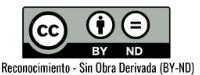 CC
BY ND
Reconocimiento - Sin Obra Derivada (BY-ND)